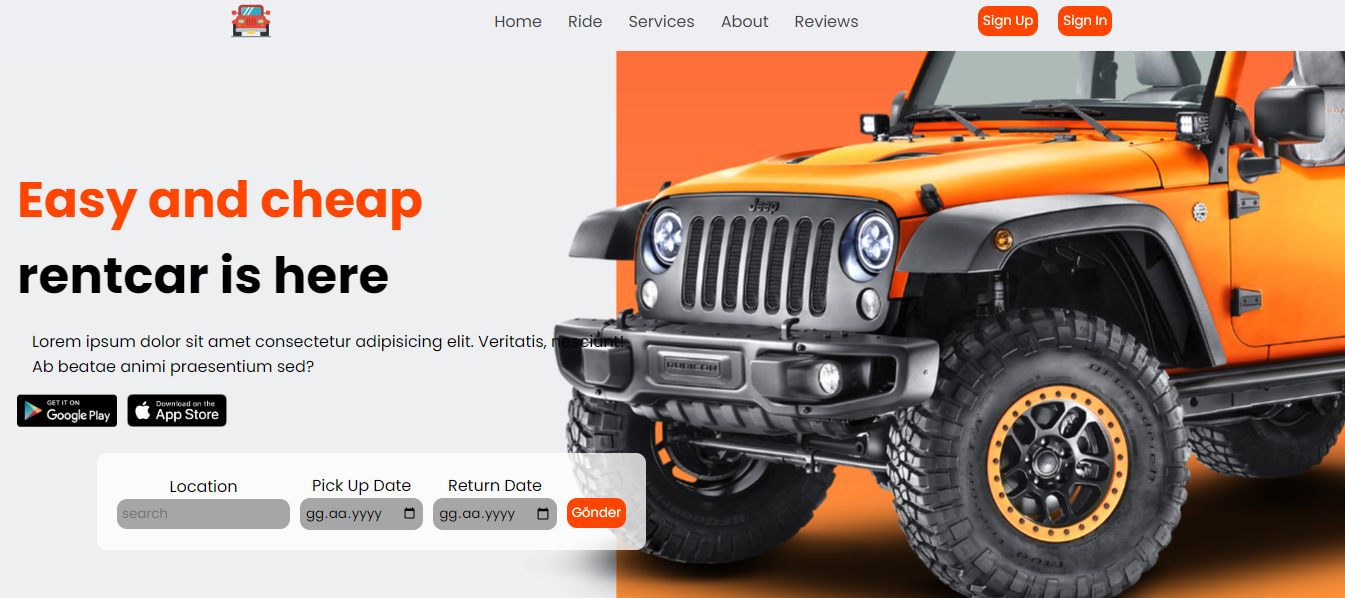 Home Ride Services About Reviews Sign Up Sign In
Easy and cheap
rentcar is here
Lorem ipsum dolor sit amet consectetur adipisicing elit. Veritatis, nesciunt!
Ab beatae animi praesentium sed?
GET IT ON Google Play Download on the App Store
Location Pick Up Date Return Date
search gg.aa.yyyy gg.aa.yyyy Gönder
Jeep
RUBICON
BFGoodrich